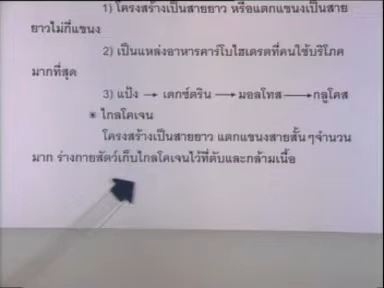 1) โครงสร้างเป็นสายยาว หรือแตกแขนงเป็นสาย
ยาวไม่กี่แขนง
2) เป็นแหล่งอาหารคาร์โบไฮเดรตที่คนใช้บริโภค
มากที่สุด
3) แป้ง → เดกซ์ตริน → มอลโทส → กลูโคส
* ไกลโคเจน
โครงสร้างเป็นสายยาว แตกแขนงสายสั้น ๆ จำนวน
มาก ร่างกายสัตว์เก็บไกลโคเจนไว้ที่ตับและกล้ามเนื้อ